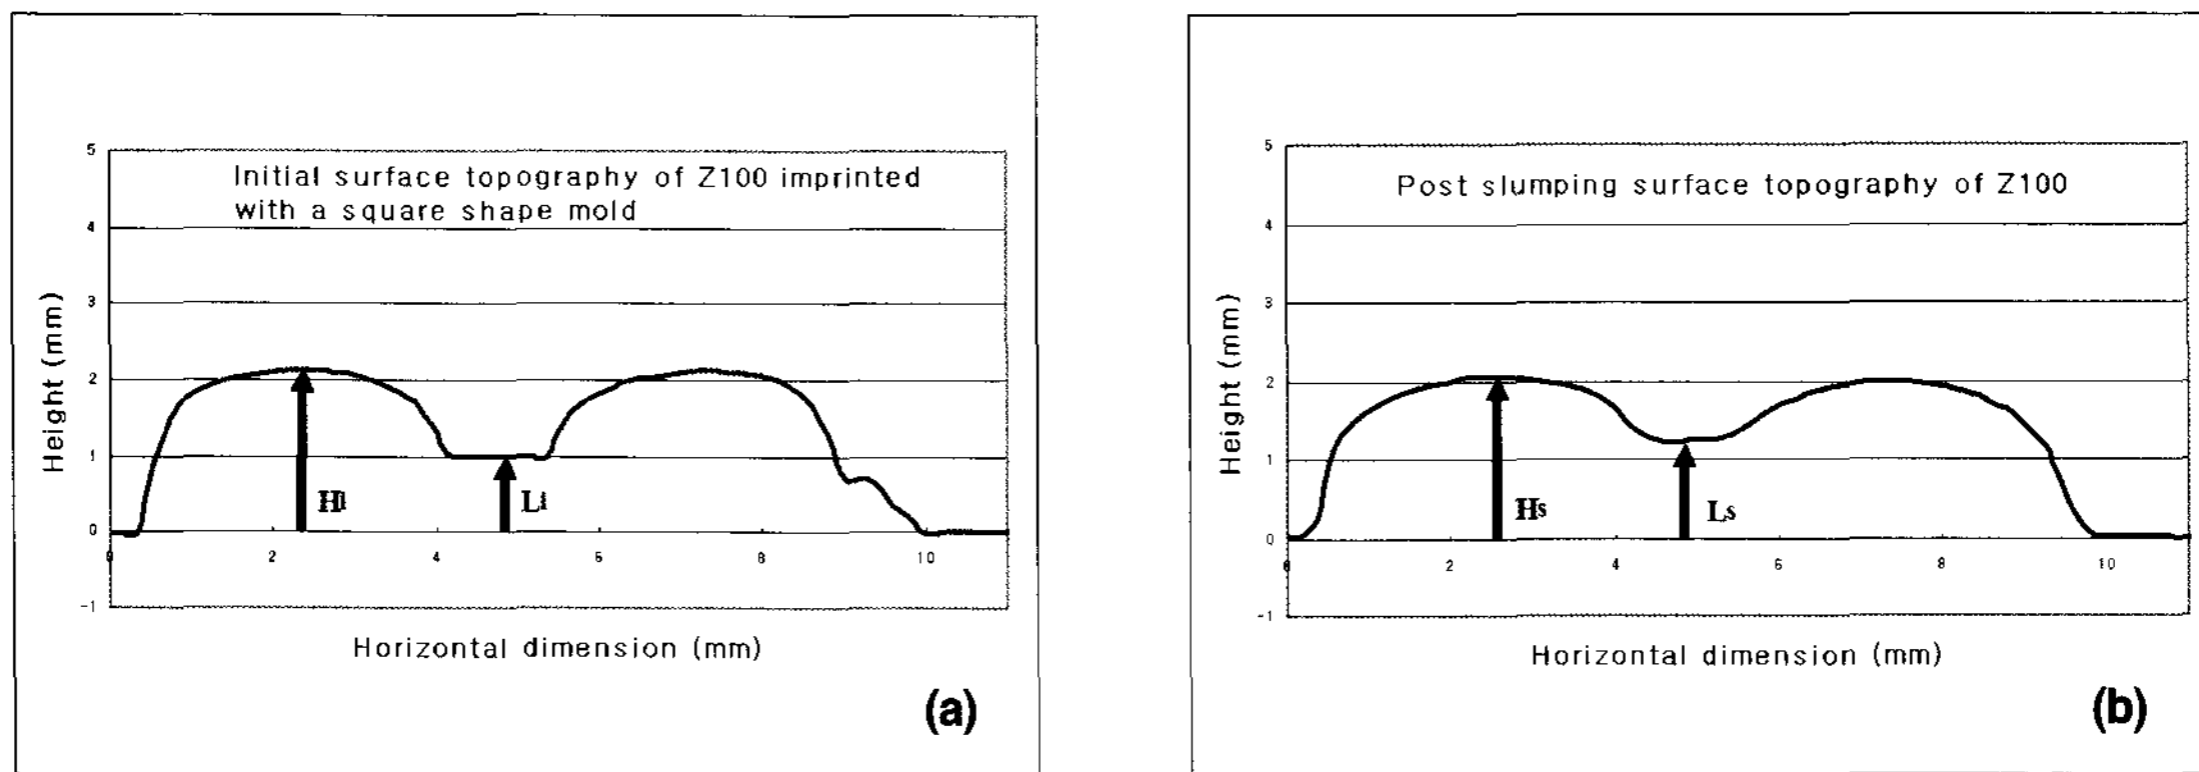 Initial surface topography of Z100 imprinted
with a square shape mold
5
4
3
2
1
0
-1
0
2
4
6
8
10
Height (mm)
Horizontal dimension (mm)
Hi
Li
(a)
Post slumping surface topography of Z100
5
4
3
2
1
0
-1
0
2
4
6
8
10
Height (mm)
Horizontal dimension (mm)
Hs
Ls
(b)